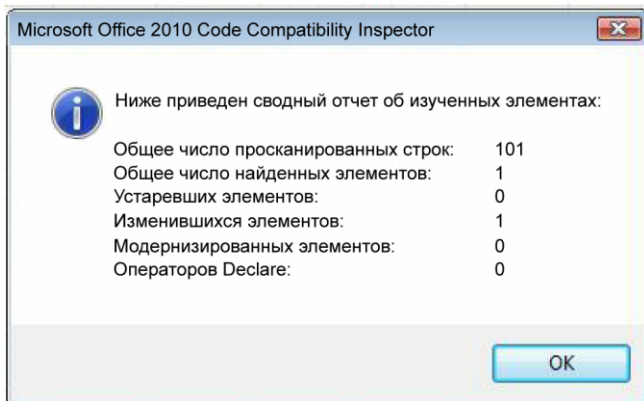 Microsoft Office 2010 Code Compatibility Inspector
Ниже приведен сводный отчет об изученных элементах:
Общее число просканированных строк: 101
Общее число найденных элементов: 1
Устаревших элементов: 0
Изменившихся элементов: 1
Модернизированных элементов: 0
Операторов Declare: 0
OK